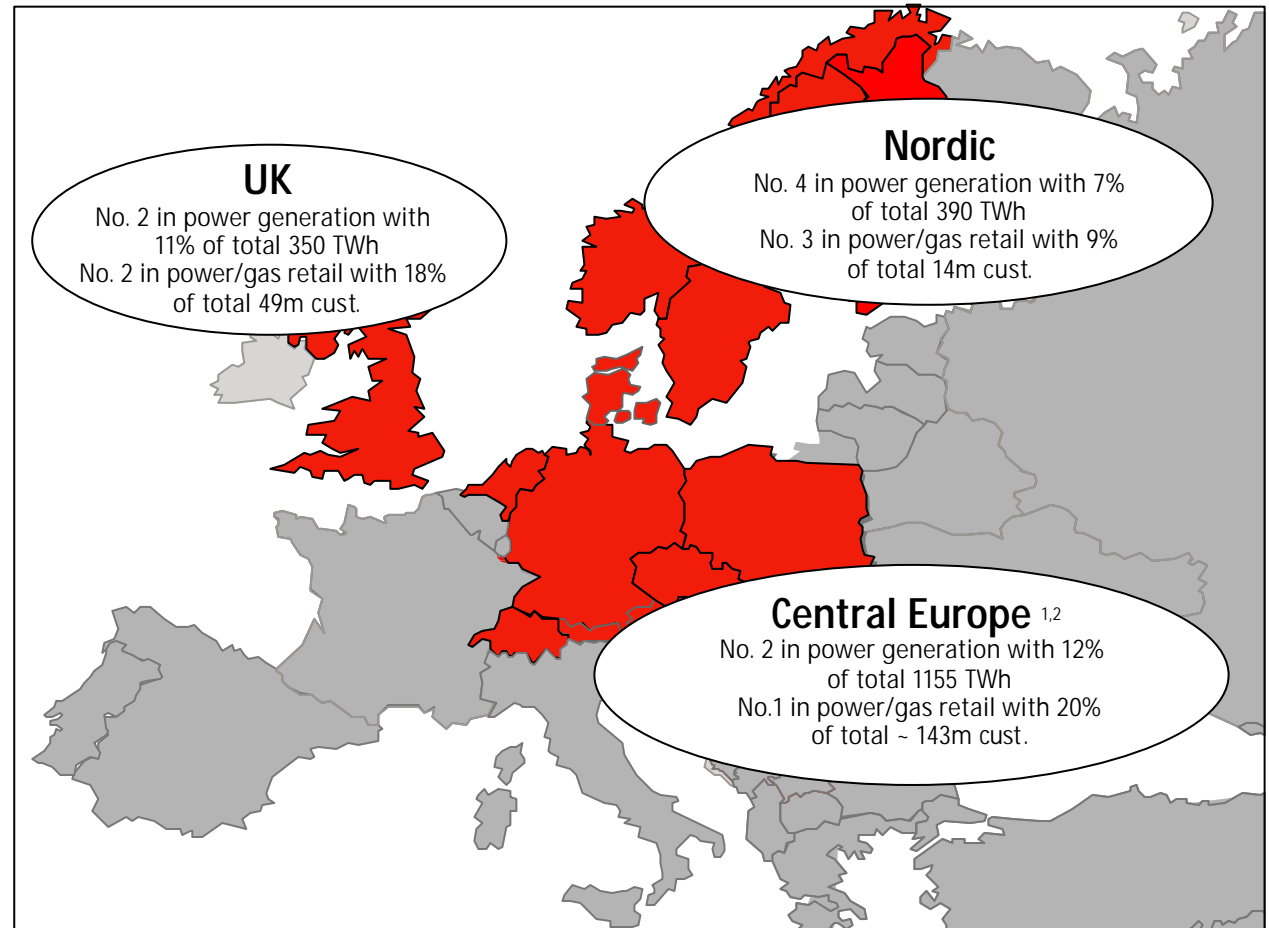 UK
No. 2 in power generation with
11% of total 350 TWh
No. 2 in power/gas retail with 18%
of total 49m cust.
Nordic
No. 4 in power generation with 7%
of total 390 TWh
No. 3 in power/gas retail with 9%
of total 14m cust.
Central Europe 1,2
No. 2 in power generation with 12%
of total 1155 TWh
No.1 in power/gas retail with 20%
of total ~ 143m cust.